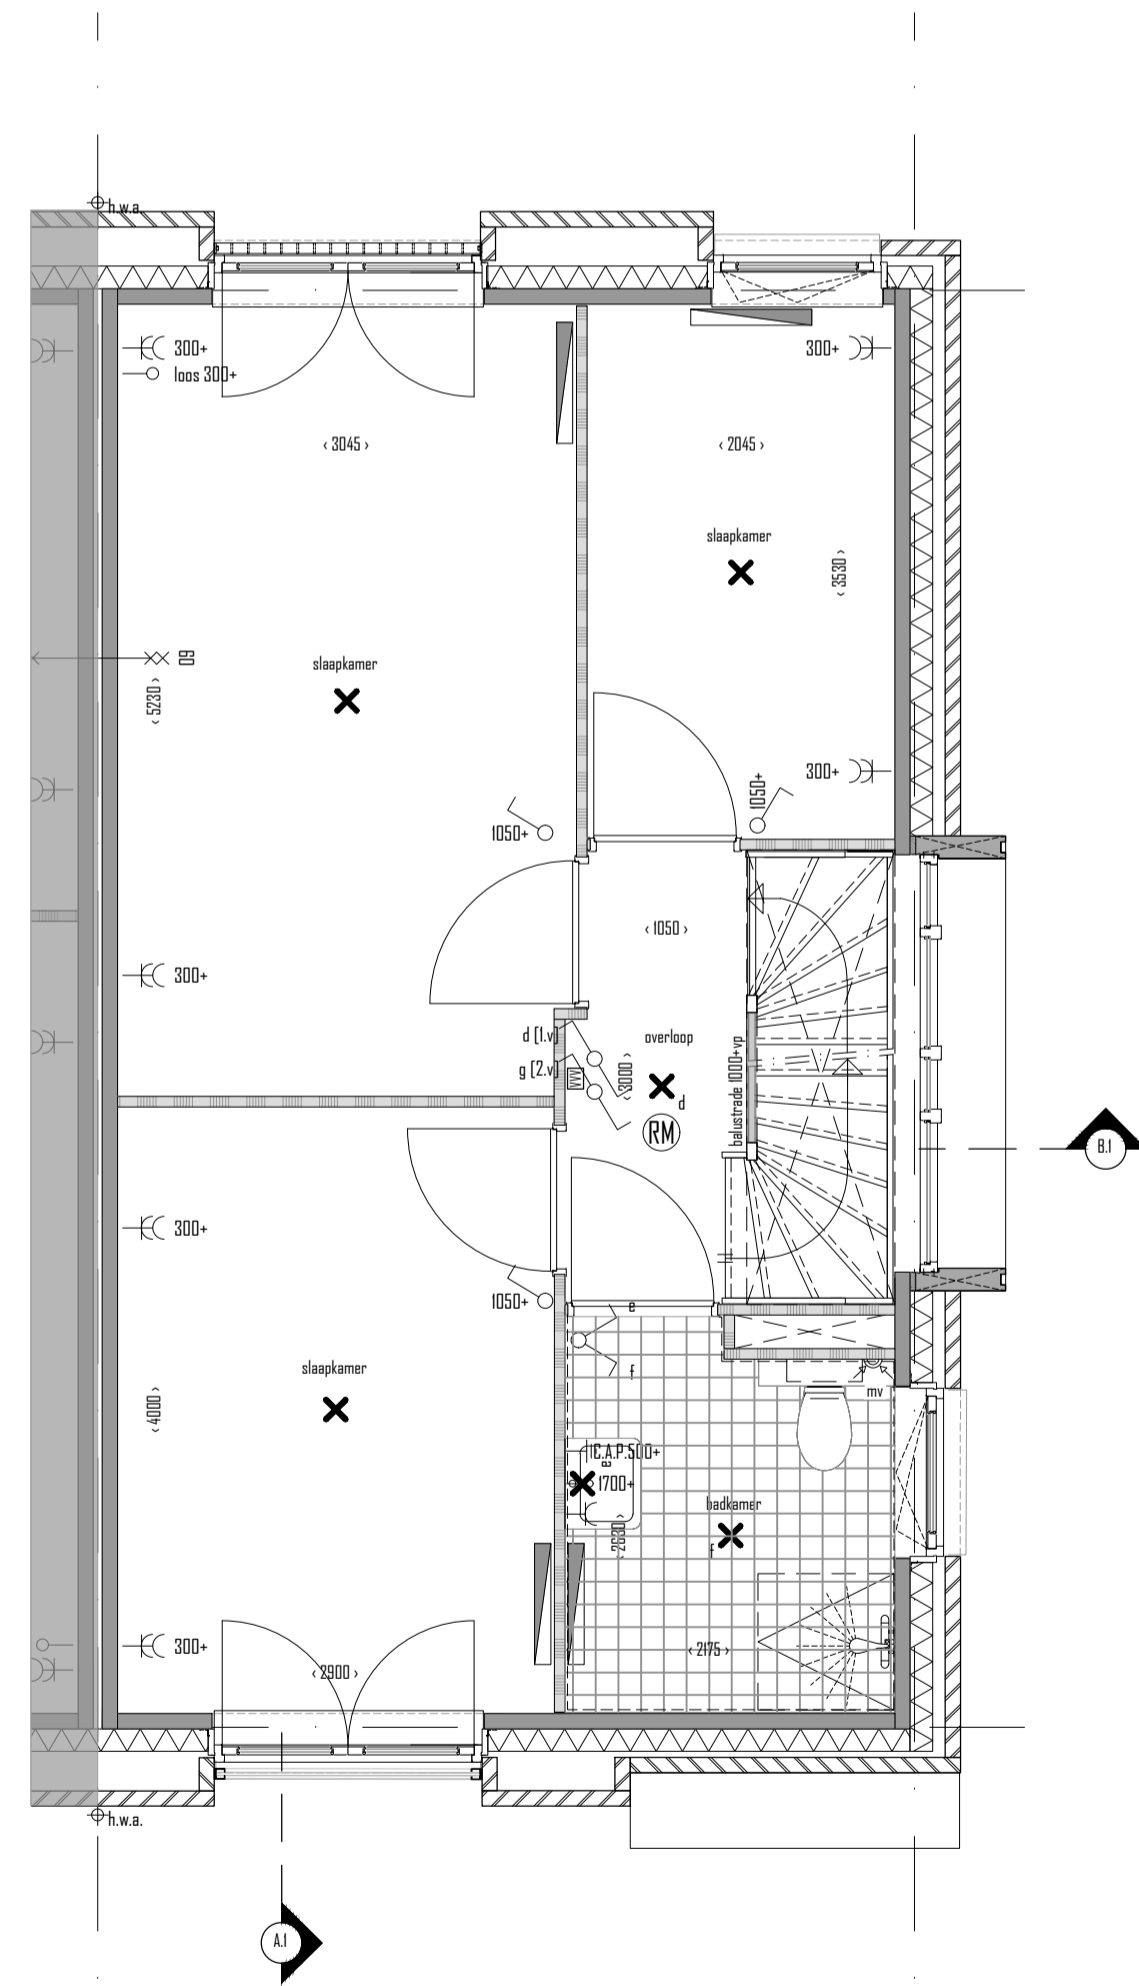 h.w.a.
300+
loos 300+
300+
‹ 3045 ›
‹ 2045 ›
slaapkamer
‹ 3530 ›
60
slaapkamer
‹ 5230 ›
300+
1050+
1050+
‹ 1050 ›
300+
d [1.v]
overloop
g [2.v]
‹ 3000 ›
balustrade 1000+vp
d
RM
B.1
300+
1050+
e
slaapkamer
f
mv
‹ 4000 ›
C.A.P.500+
e
1700+
badkamer
‹ 2630 ›
f
300+
‹ 2175 ›
‹ 2900 ›
h.w.a.
A.1